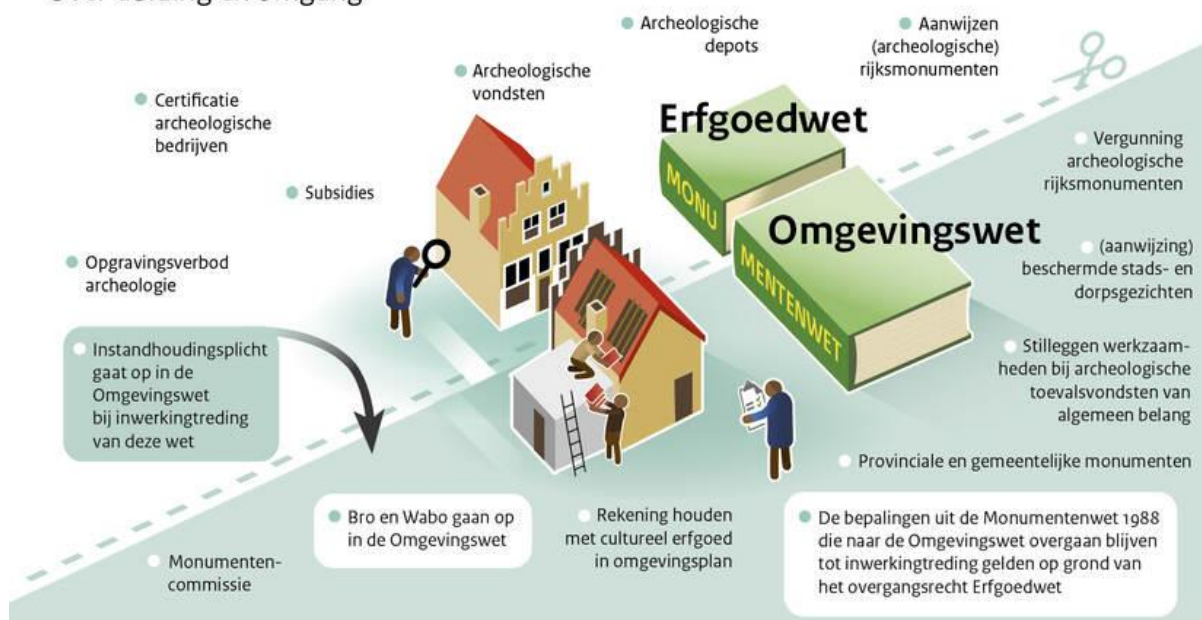 Archeologische
depots
Aanwijzen
(archeologische)
rijksmonumenten
Archeologische
vondsten
Certificatie
archeologische
bedrijven
Subsidies
Opgravingsverbod
archeologie
Erfgoedwet
MONU
Omgevingswet
MENTENWET
Vergunning
archeologische
rijksmonumenten
(aanwijzing)
beschermde stads- en
dorpsgezichten
Stilleggen werkzaam-
heden bij archeologische
toevalsvondsten van
algemeen belang
Provinciale en gemeentelijke monumenten
Instandhoudingsplicht
gaat op in de
Omgevingswet
bij inwerkingtreding
van deze wet
Bro en Wabo gaan op
in de Omgevingswet
Rekening houden
met cultureel erfgoed
in omgevingsplan
De bepalingen uit de Monumentenwet 1988
die naar de Omgevingswet overgaan blijven
tot inwerkingtreding gelden op grond van
het overgangsrecht Erfgoedwet
Monumenten-
commissie